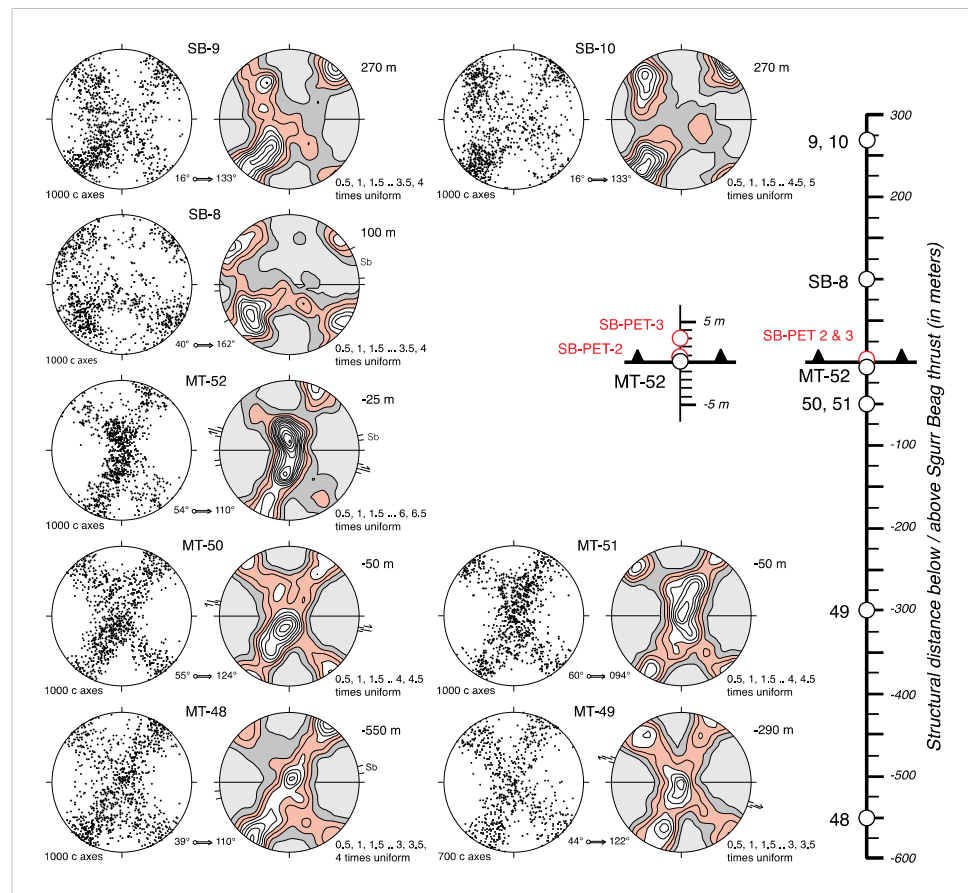 SB-9
270 m
16° 133°
1000 c axes
0.5, 1, 1.5 .. 3.5, 4
times uniform
SB-10
270 m
16° 133°
1000 c axes
0.5, 1, 1.5 .. 4.5, 5
times uniform
SB-8
100 m
Sb
40° 162°
1000 c axes
0.5, 1, 1.5 .. 3.5, 4
times uniform
MT-52
-25 m
Sb
54° 110°
1000 c axes
0.5, 1, 1.5 ... 6, 6.5
times uniform
MT-50
-50 m
55° 124°
1000 c axes
0.5, 1, 1.5 .. 4, 4.5
times uniform
MT-51
-50 m
60° 094°
1000 c axes
0.5, 1, 1.5 .. 4, 4.5
times uniform
MT-48
-550 m
Sb
39° 110°
1000 c axes
0.5, 1, 1.5 .. 3, 3.5,
4 times uniform
MT-49
-290 m
44° 122°
700 c axes
0.5, 1, 1.5 .. 3, 3.5
times uniform
SB-PET-3
SB-PET-2
MT-52
5 m
-5 m
9, 10
SB-8
SB-PET 2 & 3
MT-52
50, 51
49
48
300
200
-100
-200
-300
-400
-500
-600
Structural distance below / above Sgurr Beag thrust (in meters)